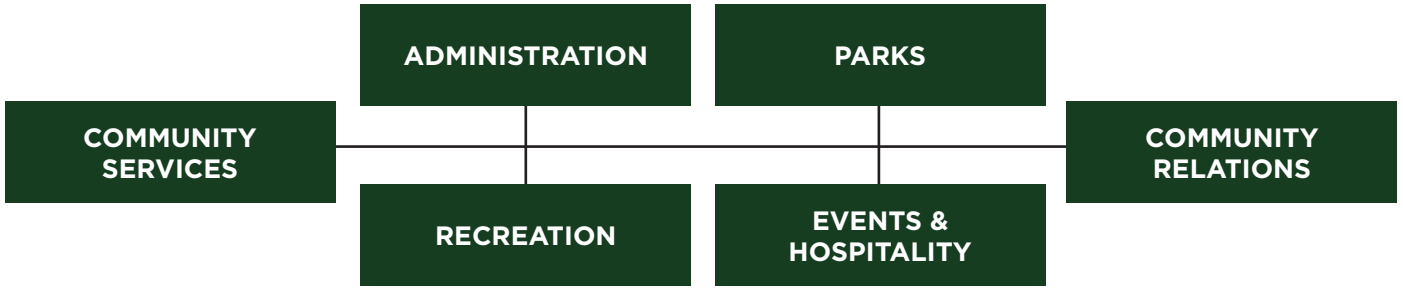 ADMINISTRATION
PARKS
COMMUNITY
SERVICES
COMMUNITY
RELATIONS
RECREATION
EVENTS &
HOSPITALITY